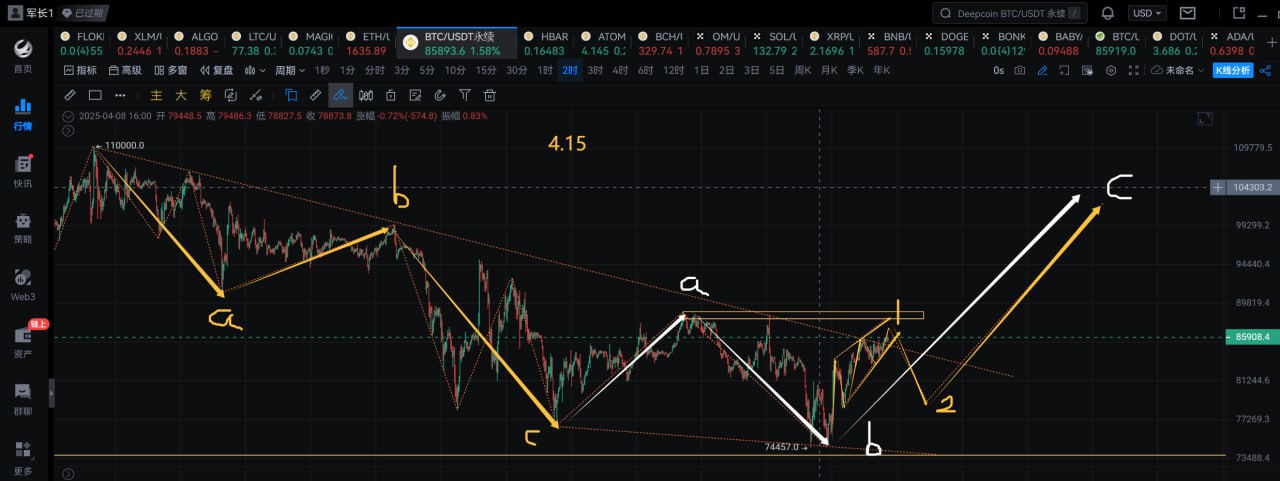 军长1 已过期
Deepcoin BTC/USDT 永续 /
USD
FLOKI
0.0(4)55
XLM/U
0.2446 1
ALGO
0.1883 -
LTC/U
77.38 0.3
MAGIC
0.0743 0
ETH/U
1635.89
BTC/USDT永续
85893.6 1.58%
HBAR
0.16483
ATOM
4.145 0.2
BCH/U
329.74 1
OM/U
0.7895 3
SOL/U
132.79 2
XRP/U
2.1696 1
BNB/U
587.7 0.5
DOGE
0.15978
BONK
0.0(4)12
BABY
0.09488
BTC/U
85919.0
DOT/U
3.686 0.2
ADA/U
0.6398 0
首页
行情
快讯
策略
Web3
链上
资产
群聊
更多
指标 高级 多窗 复盘 周期 1秒 分时 3分 5分 10分 15分 30分 1时 2时 3时 4时 6时 12时 1日 2日 3日 5日 周K 月K 季K 年K
0s 未命名 K线分析
主 大 筹
2025-04-08 16:00 开 79448.5 高 79486.3 低 78827.5 收 78873.8 涨幅 -0.72%(-574.8) 振幅 0.83%
4.15
← 110000.0
a
b
c
a
b
1
2
c
74457.0 →
109779.5
104303.2
99299.2
94440.4
89819.4
85908.4
81244.6
77269.3
73488.4